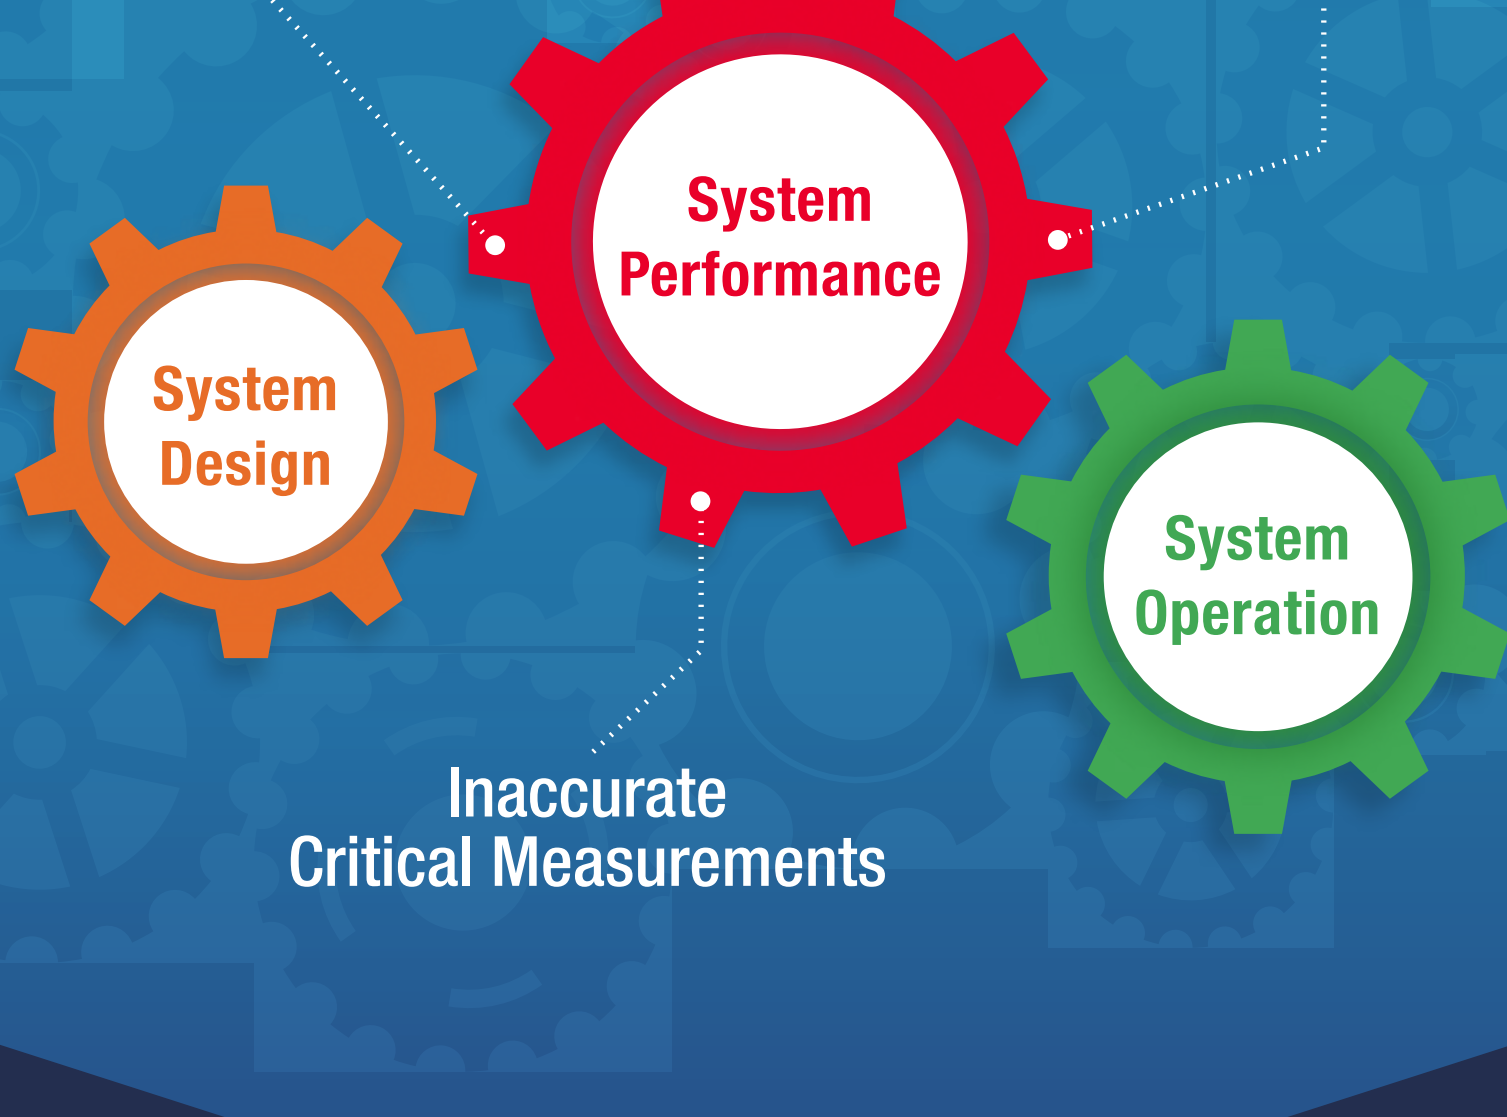 System
Performance
System
Design
System
Operation
Inaccurate
Critical Measurements